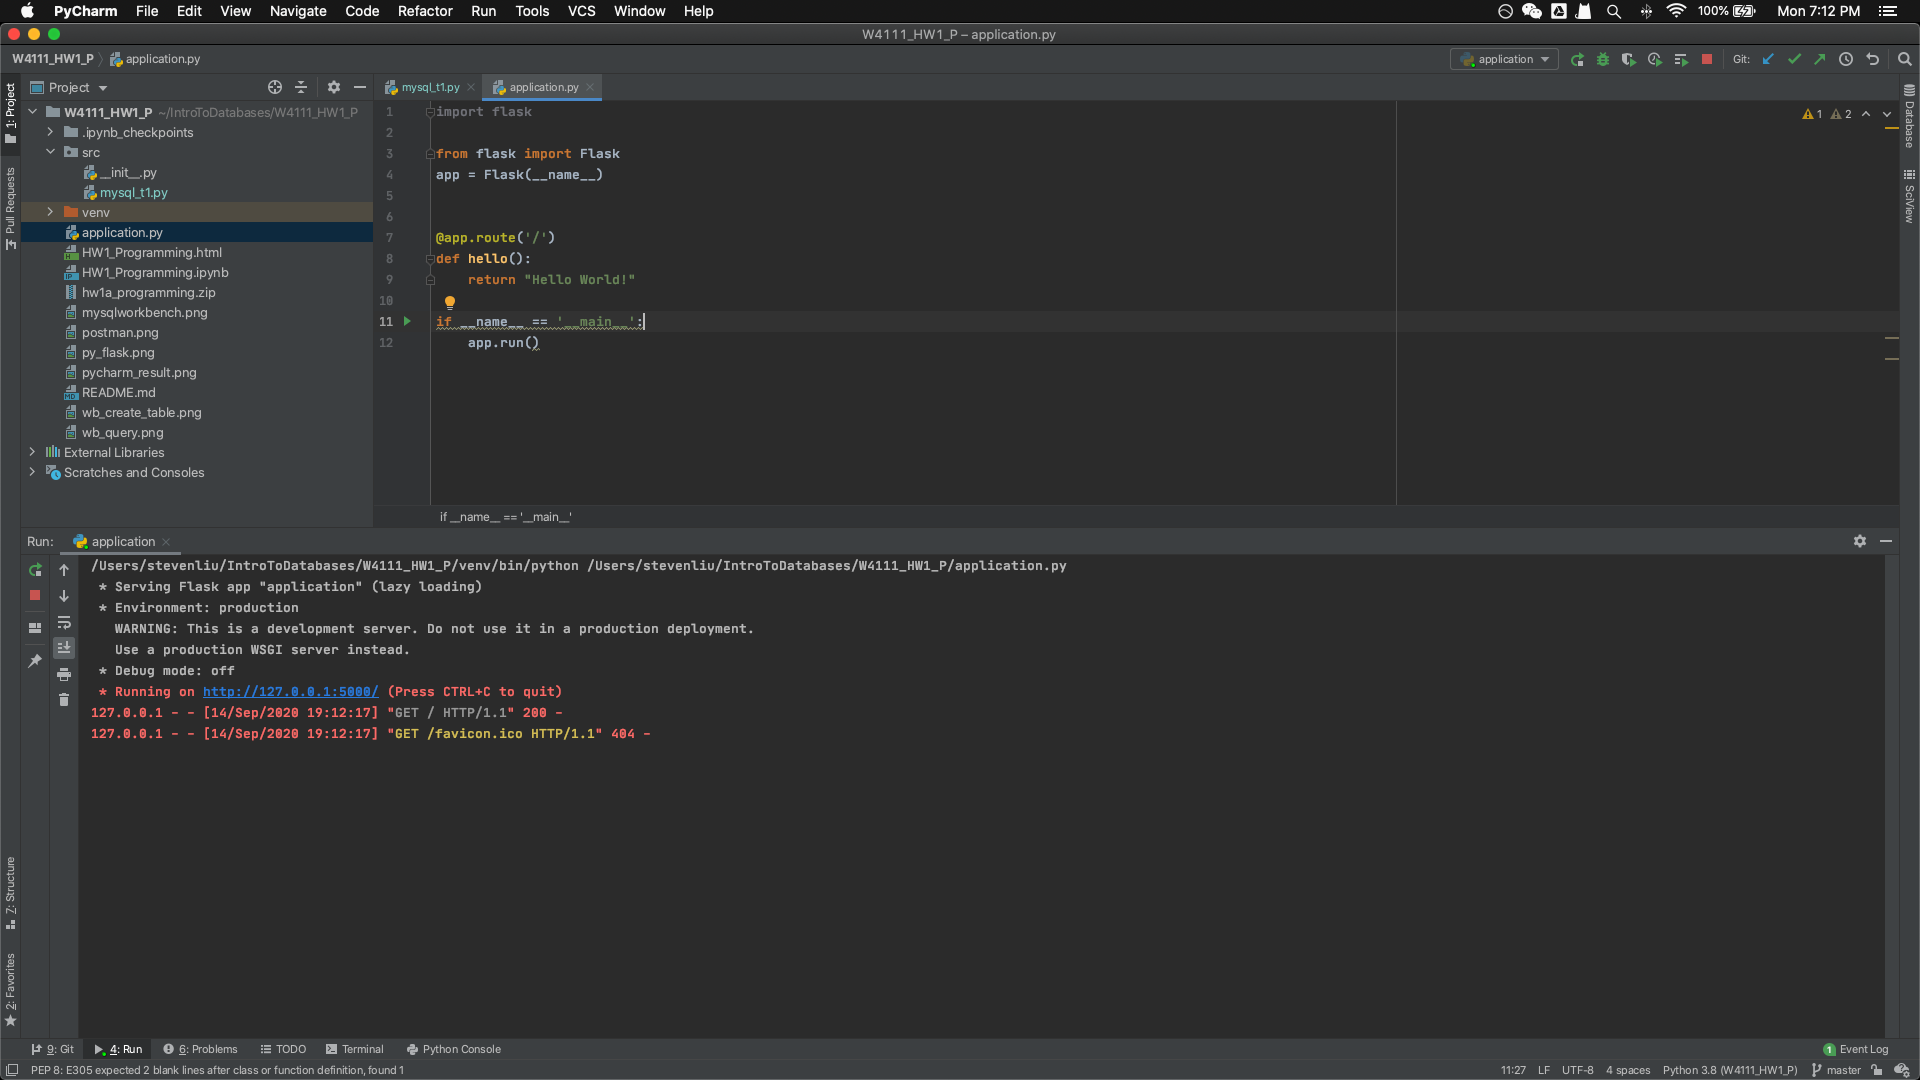 PyCharm File Edit View Navigate Code Refactor Run Tools VCS Window Help 100% Mon 7:12 PM
W4111_HW1_P – application.py
W4111_HW1_P application.py application Git:
1: Project
Pull Requests
7: Structure
2: Favorites
Project
W4111_HW1_P ~/IntroToDatabases/W4111_HW1_P
.ipynb_checkpoints
src
__init__.py
mysql_t1.py
venv
application.py
HW1_Programming.html
HW1_Programming.ipynb
hw1a_programming.zip
mysqlworkbench.png
postman.png
py_flask.png
pycharm_result.png
README.md
wb_create_table.png
wb_query.png
External Libraries
Scratches and Consoles
mysql_t1.py application.py
1 import flask
2
3 from flask import Flask
4 app = Flask(__name__)
5
6
7 @app.route('/')
8 def hello():
9 return "Hello World!"
10
11 if __name__ == '__main__':
12 app.run()
1 2
if __name__ == '__main__'
Database
SciView
Run: application
/Users/stevenliu/IntroToDatabases/W4111_HW1_P/venv/bin/python /Users/stevenliu/IntroToDatabases/W4111_HW1_P/application.py
* Serving Flask app "application" (lazy loading)
* Environment: production
WARNING: This is a development server. Do not use it in a production deployment.
Use a production WSGI server instead.
* Debug mode: off
* Running on http://127.0.0.1:5000/ (Press CTRL+C to quit)
127.0.0.1 - - [14/Sep/2020 19:12:17] "GET / HTTP/1.1" 200 -
127.0.0.1 - - [14/Sep/2020 19:12:17] "GET /favicon.ico HTTP/1.1" 404 -
9: Git 4: Run 6: Problems TODO Terminal Python Console 1 Event Log
PEP 8: E305 expected 2 blank lines after class or function definition, found 1 11:27 LF UTF-8 4 spaces Python 3.8 (W4111_HW1_P) master